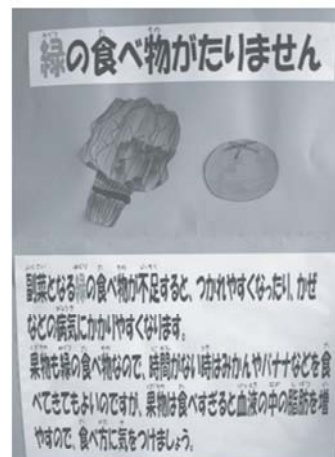 緑の食べ物がたりません
副菜となる緑の食べ物が不足すると、つかれやすくなったり、かぜ
などの病気にかかりやすくなります。
果物も緑の食べ物なので、時間がない時はみかんやバナナなどを食
べてきてもよいのですが、果物は食べすぎると血液の中の脂肪を増
やすので、食べ方に気をつけましょう。